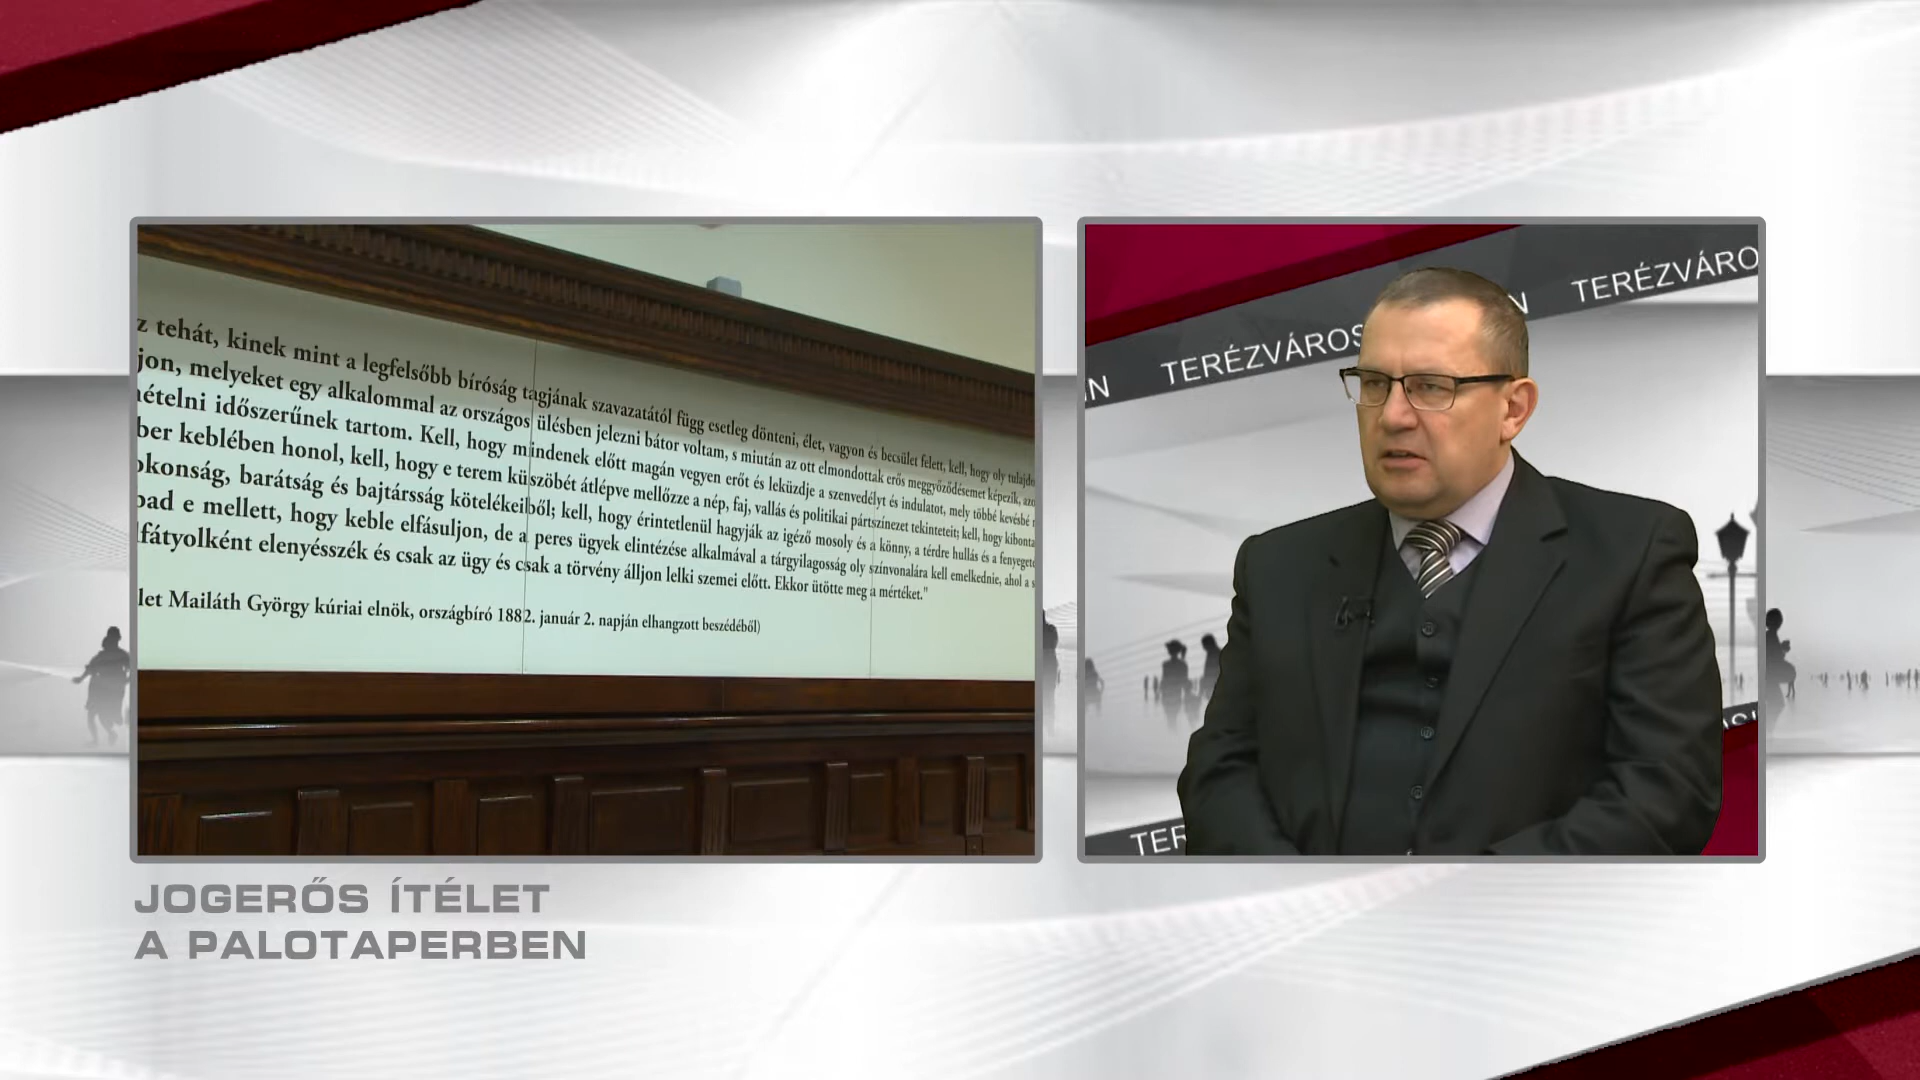 z tehát, kinek mint a legfelsőbb bíróság tagjának szavazatától függ esetleg dönteni, élet, vagyon és becsület felett, kell, hogy oly tulajdo
jon, melyeket egy alkalommal az országos ülésben jelezni bátor voltam, s miután az ott elmondottak erős meggyőződésemet képezik, azo
ételni időszerűnek tartom. Kell, hogy mindenek előtt magán vegyen erőt és leküzdje a szenvedélyt és indulatot, mely többé kevésbé
ber keblében honol, kell, hogy e terem küszöbét átlépve mellőzze a nép, faj, vallás és politikai pártszínezet tekinteteit; kell, hogy kibonta
okonság, barátság és bajtársság kötelékeiből; kell, hogy érintetlenül hagyják az igéző mosoly és a könny, a térdre hullás és a fenyegeté
bad e mellett, hogy keble elfásuljon, de a peres ügyek elintézése alkalmával a tárgyilagosság oly színvonalára kell emelkednie, ahol a s
fátyolként elenyésszék és csak az ügy és csak a törvény álljon lelki szemei előtt. Ekkor ütötte meg a mértéket."
let Mailáth György kúriai elnök, országbíró 1882. január 2. napján elhangzott beszédéből)
TERÉZVÁRO
N
TERÉZVÁROS
IN
TER
JOGERŐS ÍTÉLET
A PALOTAPERBEN